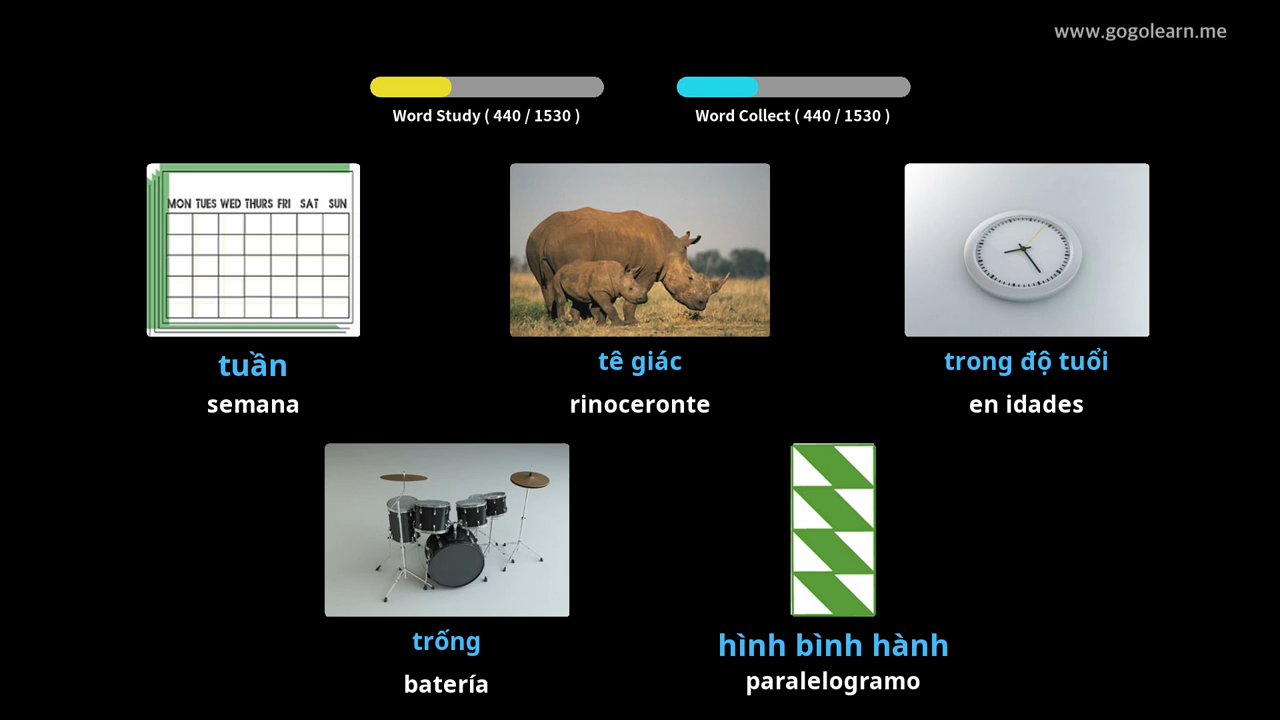 www.gogolearn.me
Word Study ( 440 / 1530 )
Word Collect ( 440 / 1530 )
MON TUES WED THURS FRI SAT SUN
tuần
semana
tê giác
rinoceronte
trong độ tuổi
en idades
trống
batería
hình bình hành
paralelogramo